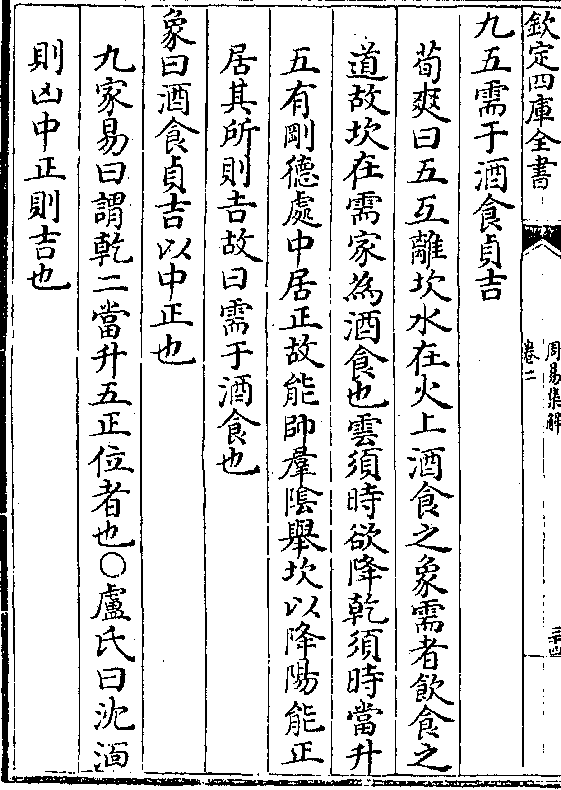 欽定四庫全書
周易集解
卷二
二十四
九五需于酒食貞吉
荀爽曰五互離坎水在火上酒食之象需者飲食之
道故坎在需家為酒食也雲須時欲降乾須時當升
五有剛德處中居正故能帥羣陰舉坎以降陽能正
居其所則吉故曰需于酒食也
象曰酒食貞吉以中正也
九家易曰謂乾二當升五正位者也〇盧氏曰沈湎
則凶中正則吉也